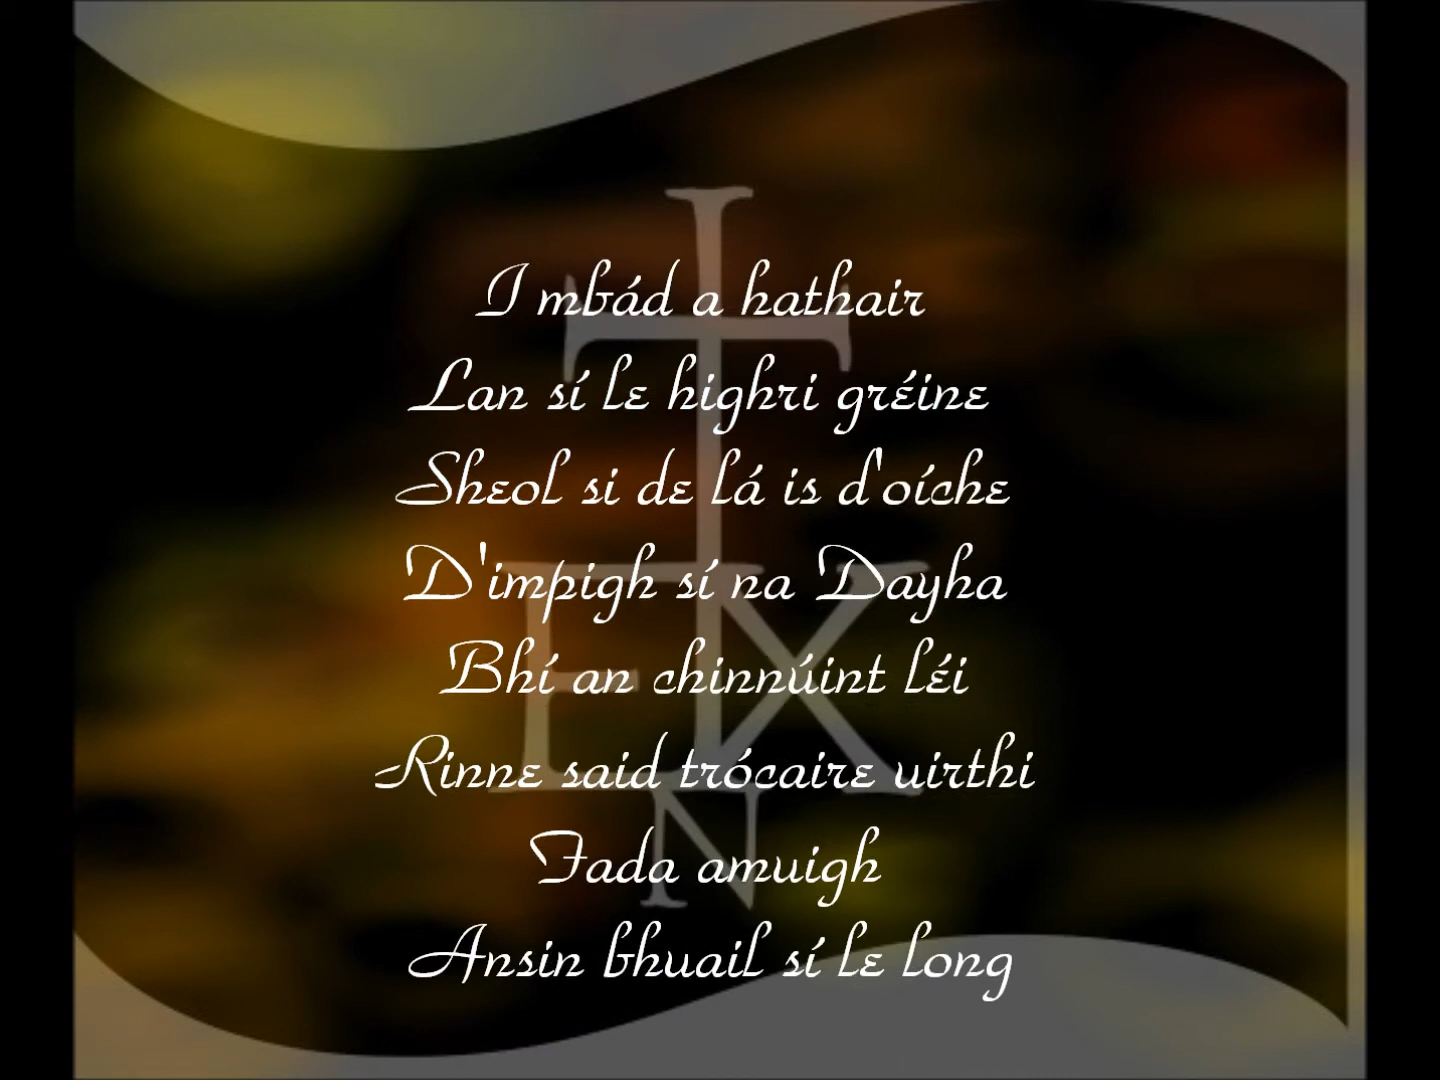 I mbád a hathair
Lan sí le highri gréine
Sheol si de lá is d'oíche
D'impigh sí na Dayha
Bhí an chinnúint léi
Rinne said trócaire uirthi
Fada amuigh
Ansin bhuail sí le long